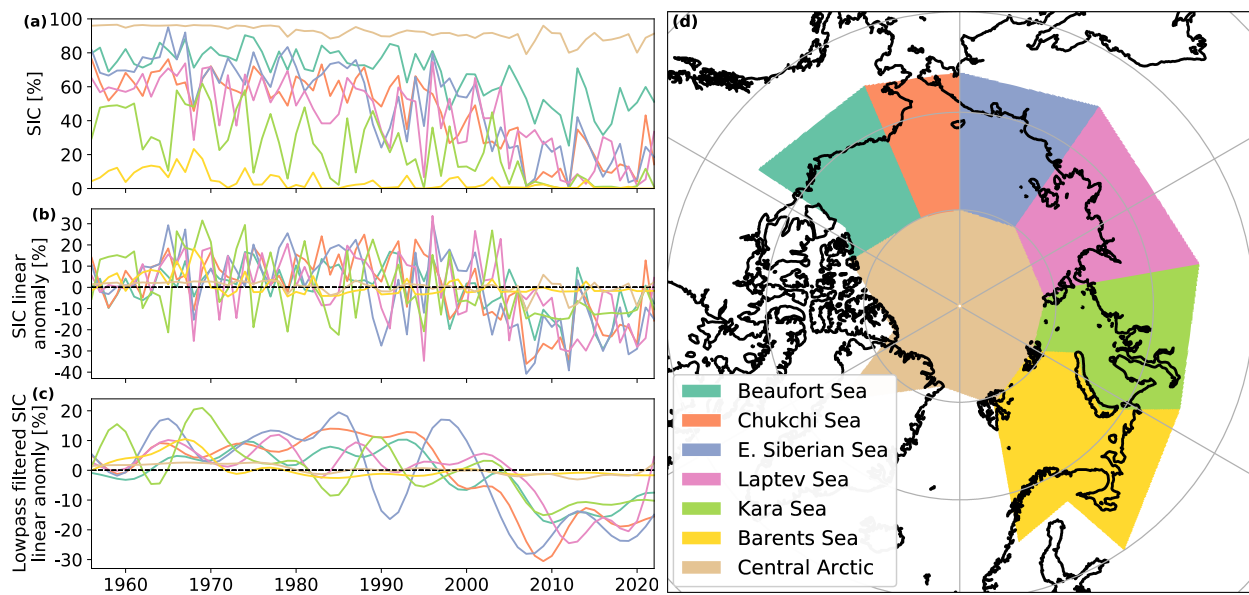 (a)
100
80
60
40
20
0
SIC [%]
(b)
30
20
10
0
-10
-20
-30
-40
SIC linear
anomaly [%]
(c)
20
10
0
-10
-20
-30
Lowpass filtered SIC
linear anomly [%]
1960 1970 1980 1990 2000 2010 2020
(d)
Beaufort Sea
Chukchi Sea
E. Siberian Sea
Laptev Sea
Kara Sea
Barents Sea
Central Arctic